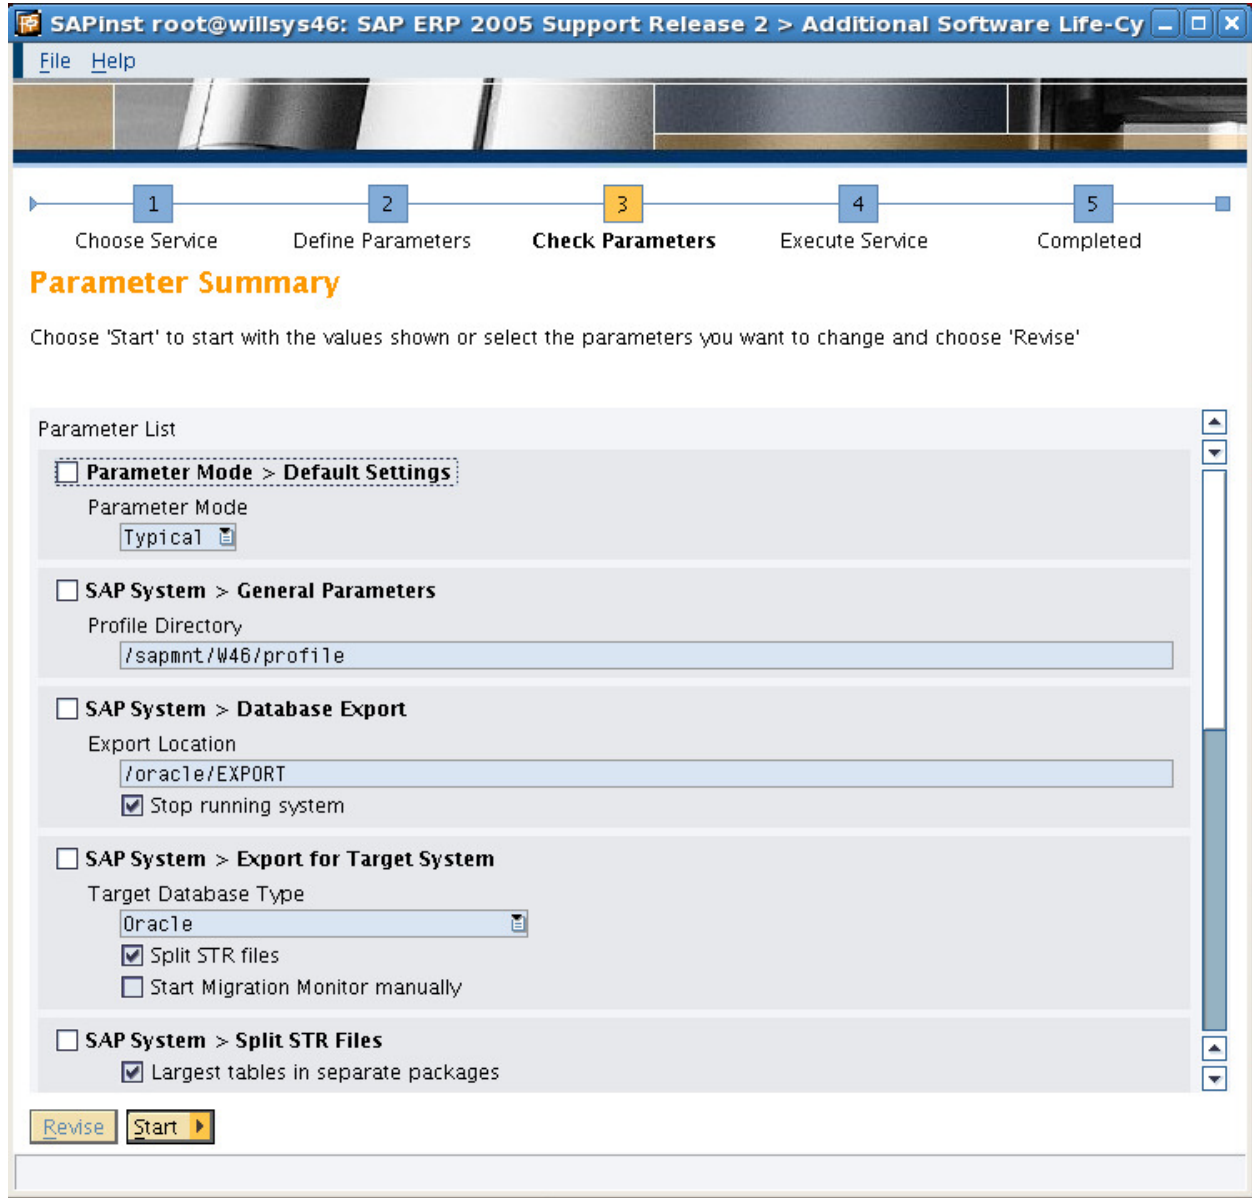 SAPinst root@willsys46: SAP ERP 2005 Support Release 2 > Additional Software Life-Cy
File Help
1 2 3 4 5
Choose Service Define Parameters Check Parameters Execute Service Completed
Parameter Summary
Choose 'Start' to start with the values shown or select the parameters you want to change and choose 'Revise'
Parameter List
Parameter Mode > Default Settings
Parameter Mode
Typical
SAP System > General Parameters
Profile Directory
/sapmnt/W46/profile
SAP System > Database Export
Export Location
/oracle/EXPORT
Stop running system
SAP System > Export for Target System
Target Database Type
Oracle
Split STR files
Start Migration Monitor manually
SAP System > Split STR Files
Largest tables in separate packages
Revise Start